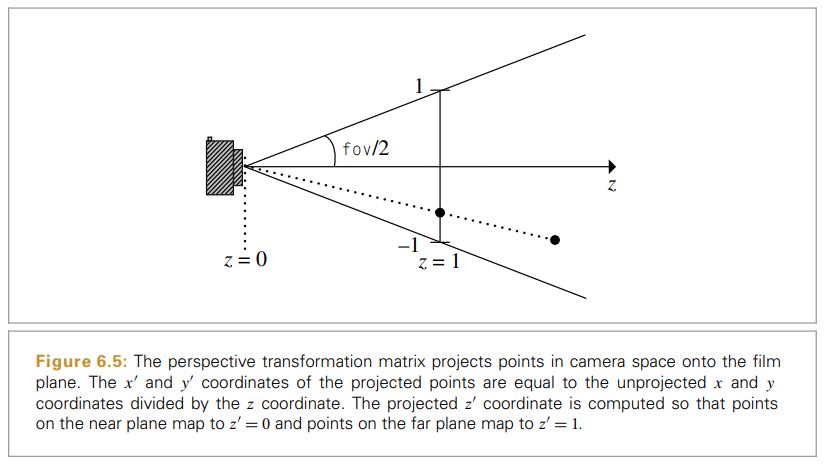 1
fov/2
z
−1
z = 0
z = 1
Figure 6.5: The perspective transformation matrix projects points in camera space onto the film
plane. The x′ and y′ coordinates of the projected points are equal to the unprojected x and y
coordinates divided by the z coordinate. The projected z′ coordinate is computed so that points
on the near plane map to z′ = 0 and points on the far plane map to z′ = 1.